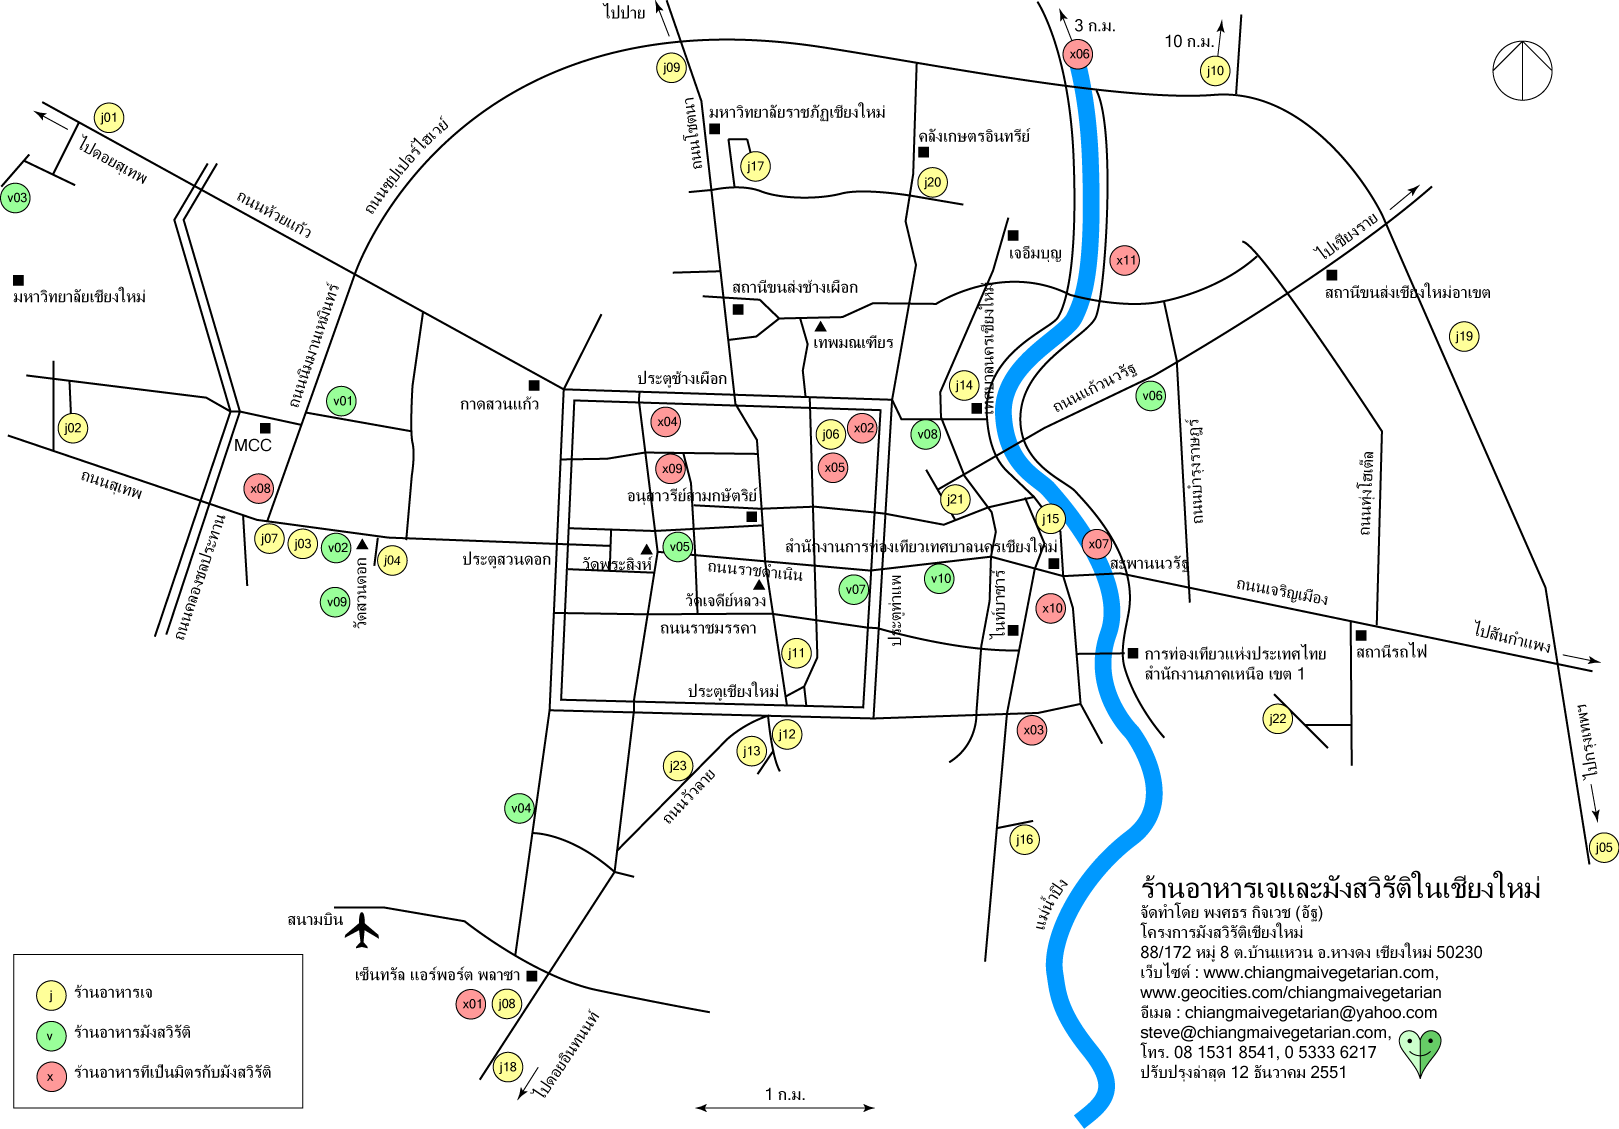 ไปปาย
3 ก.ม.
x06
10 ก.ม.
j10
j09
j01
ไปดอยสุเทพ
v03
ถนนห้วยแก้ว
ถนนซุปเปอร์ไฮเวย์
ถนนโชตนา
มหาวิทยาลัยราชภัฏเชียงใหม่
j17
คลังเกษตรอินทรีย์
j20
เจอีมบุญ
x11
ไปเชียงราย
สถานีขนส่งเชียงใหม่อาเขต
j19
มหาวิทยาลัยเชียงใหม่
ถนนนิมมานเหมินทร์
สถานีขนส่งช้างเผือก
เทพมณเฑียร
เทศบาลนครเชียงใหม่
j14
ถนนแก้วนวรัฐ
v06
ประตูช้างเผือก
กาดสวนแก้ว
v01
j02
MCC
x04
j06
x02
v08
x09
x05
ถนนบำรุงราษฎร์
ถนนทุ่งโฮเต็ล
ถนนสุเทพ
x08
อนุสาวรีย์สามกษัตริย์
j21
j15
ถนนคลองชลประทาน
j07
j03
v02
j04
ประตูสวนดอก
วัดพระสิงห์
v05
สำนักงานการท่องเที่ยวเทศบาลนครเชียงใหม่
x07
สะพานนวรัฐ
ถนนราชดำเนิน
v10
v07
v09
วัดสวนดอก
วัดเจดีย์หลวง
ประตูท่าแพ
ไนท์บาซาร์
x10
ถนนเจริญเมือง
ถนนราชมรรคา
ไปสันกำแพง
สถานีรถไฟ
j11
การท่องเที่ยวแห่งประเทศไทย
สำนักงานภาคเหนือ เขต 1
ประตูเชียงใหม่
j22
x03
j12
j13
j23
ถนนวัวลาย
ไปกรุงเทพฯ
v04
j16
j05
แม่น้ำปิง
สนามบิน
เซ็นทรัล แอร์พอร์ต พลาซา
x01
j08
j18
ไปดอยอินทนนท์
1 ก.ม.
j ร้านอาหารเจ
v ร้านอาหารมังสวิรัติ
x ร้านอาหารที่เป็นมิตรกับมังสวิรัติ
ร้านอาหารเจและมังสวิรัติในเชียงใหม่
จัดทำโดย พงศธร กิจเวช (อัฐ)
โครงการมังสวิรัติเชียงใหม่
88/172 หมู่ 8 ต.บ้านแหวน อ.หางดง เชียงใหม่ 50230
เว็บไซต์ : www.chiangmaivegetarian.com,
www.geocities.com/chiangmaivegetarian
อีเมล : chiangmaivegetarian@yahoo.com
steve@chiangmaivegetarian.com,
โทร. 08 1531 8541, 0 5333 6217
ปรับปรุงล่าสุด 12 ธันวาคม 2551